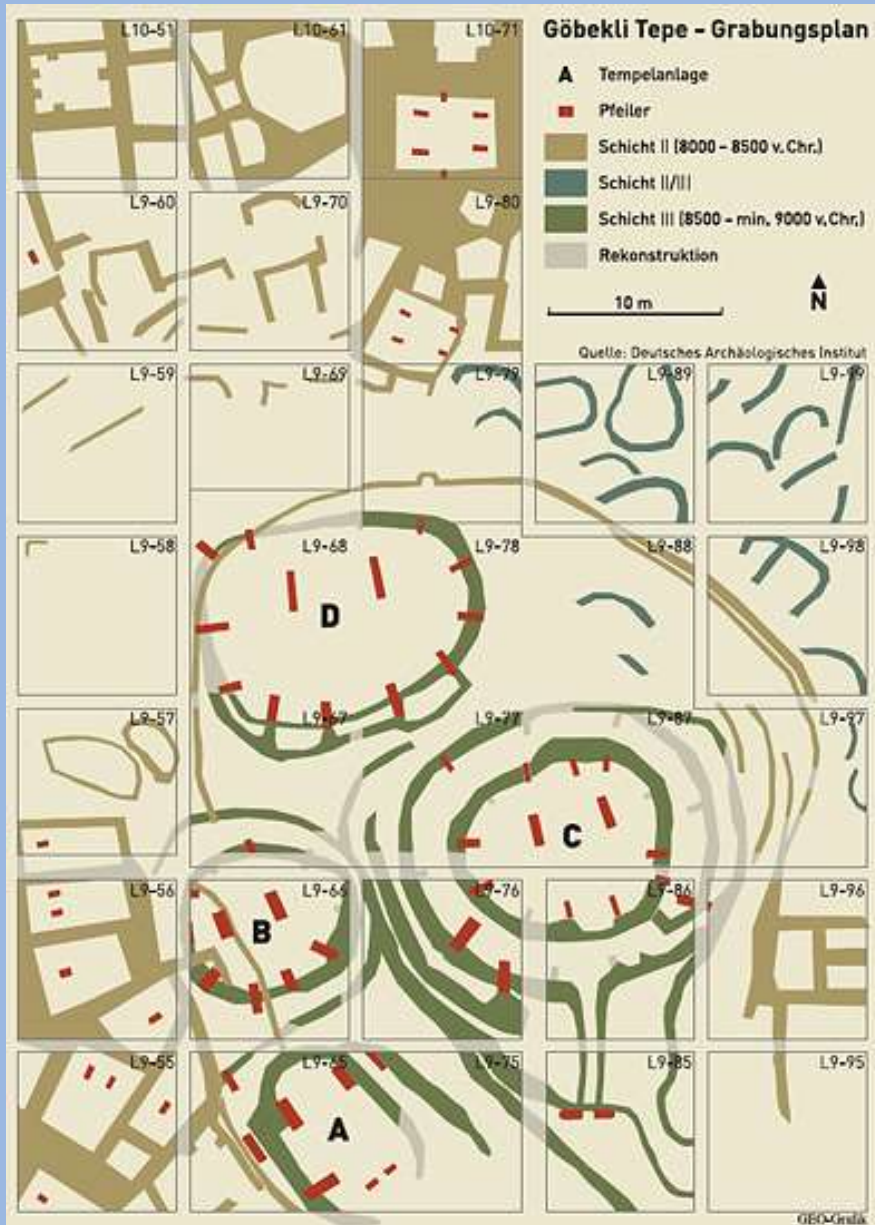 L10-51
L10-61
L10-71
Göbekli Tepe - Grabungsplan
A Tempelanlage
Pfeiler
Schicht II (8000 - 8500 v.Chr.)
Schicht II/III
Schicht III (8500 - min. 9000 v.Chr.)
Rekonstruktion
10 m
N
Quelle: Deutsches Archäologisches Institut
L9-60
L9-70
L9-80
L9-59
L9-69
L9-79
L9-89
L9-99
L9-58
L9-68
L9-78
L9-88
L9-98
D
L9-57
L9-67
L9-77
L9-87
L9-97
C
L9-56
L9-66
L9-76
L9-86
L9-96
B
L9-55
L9-65
L9-75
L9-85
L9-95
A
GEO-Grafik